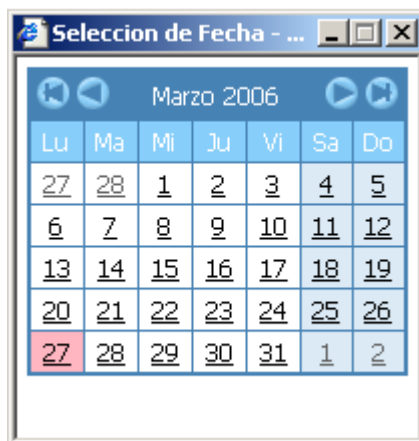 Seleccion de Fecha - ...
Marzo 2006
Lu Ma Mi Ju Vi Sa Do
27 28 1 2 3 4 5
6 7 8 9 10 11 12
13 14 15 16 17 18 19
20 21 22 23 24 25 26
27 28 29 30 31 1 2